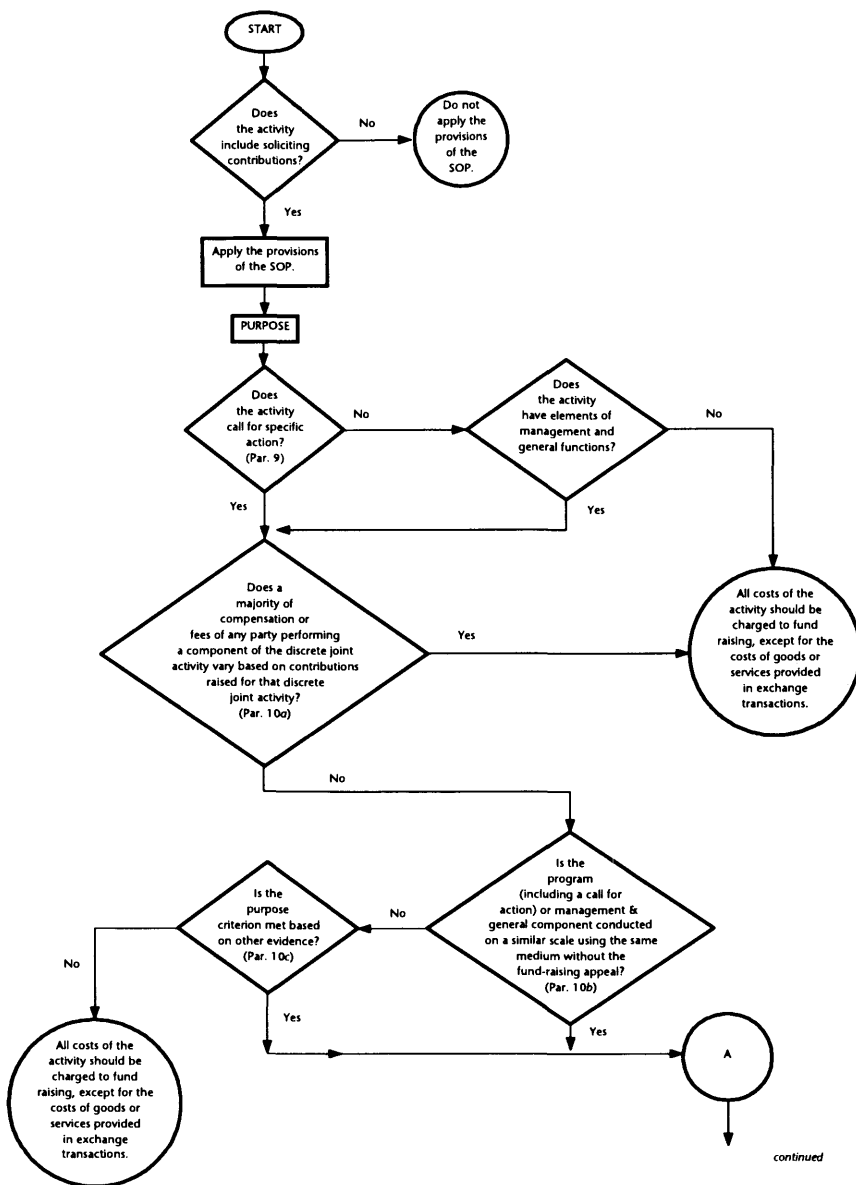 START
Does
the activity
include soliciting
contributions?
No
Do not
apply the
provisions
of the
SOP.
Yes
Apply the provisions
of the SOP.
PURPOSE
Does
the activity
call for specific
action?
(Par. 9)
No
Does
the activity
have elements of
management and
general functions?
No
Yes
Yes
Does a
majority of
compensation or
fees of any party performing
a component of the discrete joint
activity vary based on contributions
raised for that discrete
joint activity?
(Par. 10a)
Yes
All costs of the
activity should be
charged to fund
raising, except for the
costs of goods or
services provided
in exchange
transactions.
No
Is the
program
(including a call for
action) or management &
general component conducted
on a similar scale using the same
medium without the
fund-raising appeal?
(Par. 10b)
No
Is the
purpose
criterion met based
on other evidence?
(Par. 10c)
No
Yes
Yes
All costs of the
activity should be
charged to fund
raising, except for the
costs of goods or
services provided
in exchange
transactions.
A
continued